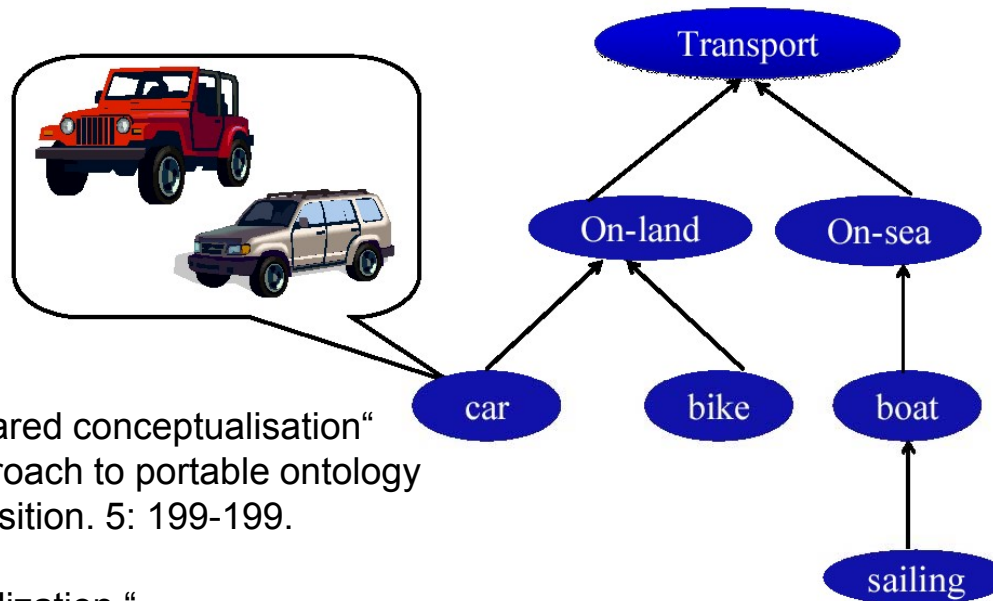 Transport
On-land
On-sea
car
bike
boat
sailing
ared conceptualisation“
roach to portable ontology
sition. 5: 199-199.
lization “